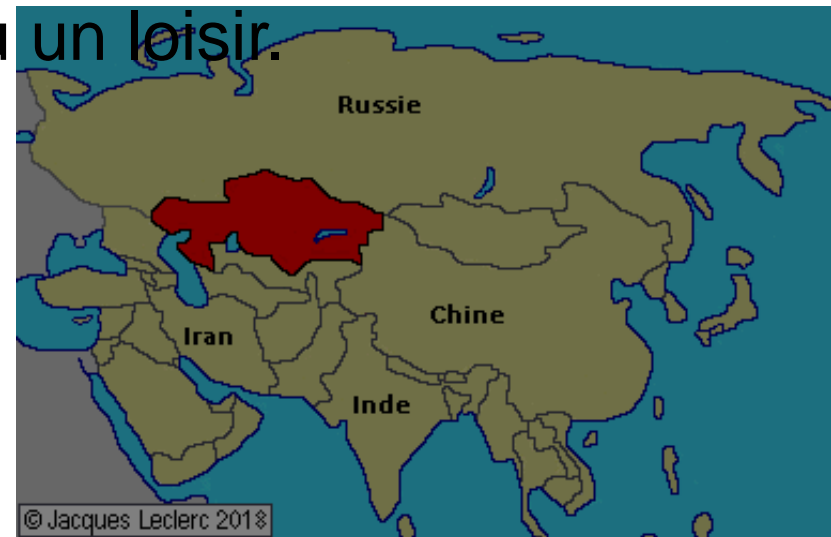 un loisir.
Russie
Chine
Iran
Inde
© Jacques Leclerc 2018